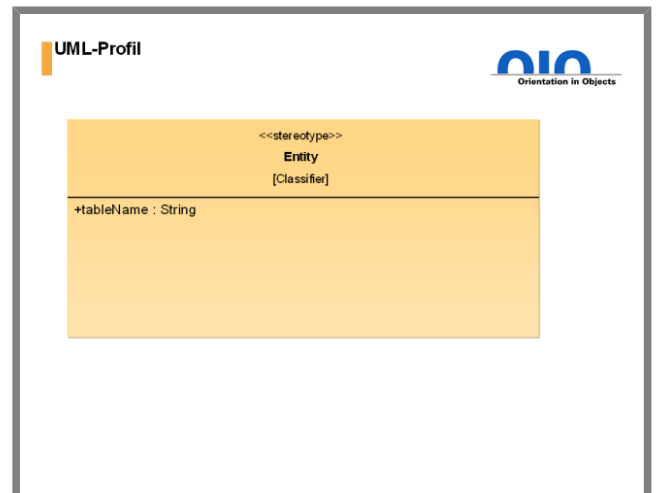 UML-Profil
OIO
Orientation in Objects
<<stereotype>>
Entity
[Classifier]
+tableName : String